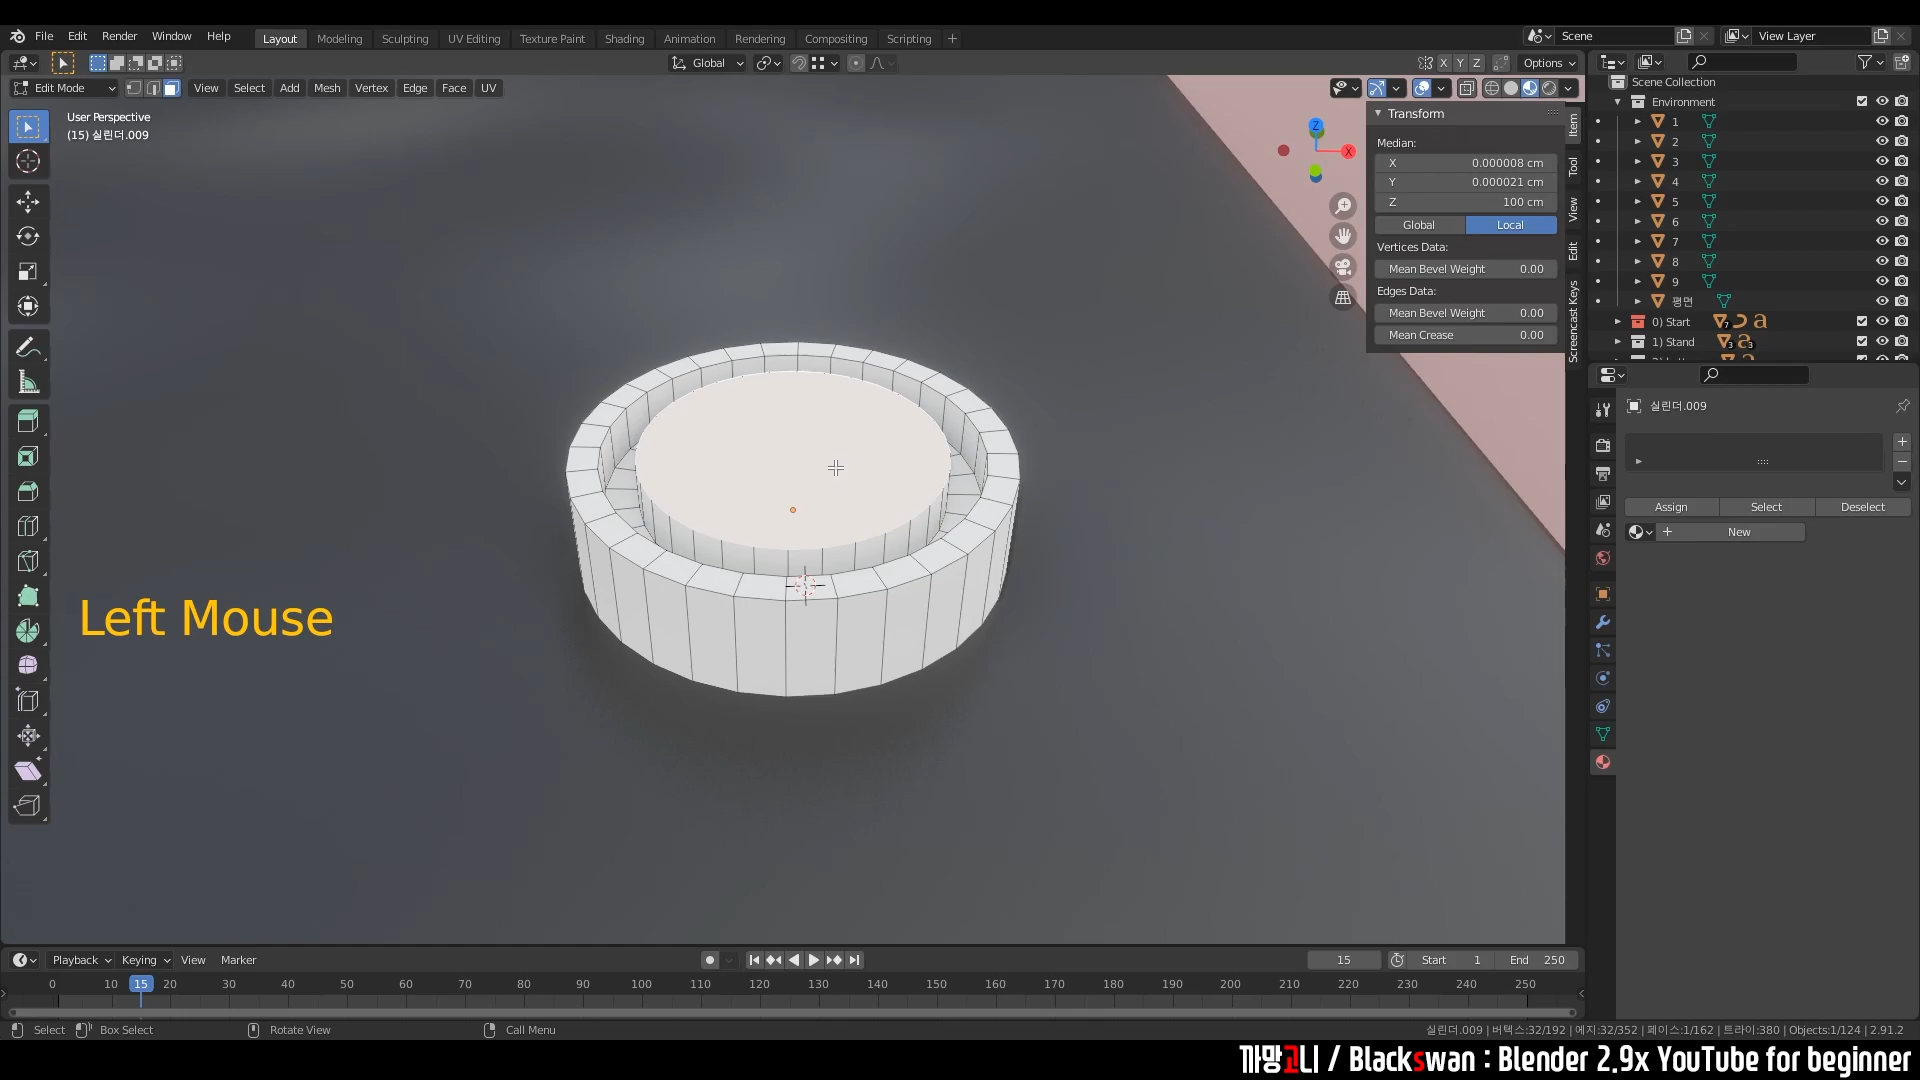 File Edit Render Window Help Layout Modeling Sculpting UV Editing Texture Paint Shading Animation Rendering Compositing Scripting + Scene View Layer
Global X Y Z Options
Edit Mode View Select Add Mesh Vertex Edge Face UV
User Perspective
(15) 실린더.009
Z
X
Transform
Median:
X 0.000008 cm
Y 0.000021 cm
Z 100 cm
Global Local
Vertices Data:
Mean Bevel Weight 0.00
Edges Data:
Mean Bevel Weight 0.00
Mean Crease 0.00
Item
Tool
View
Edit
Screencast Keys
Scene Collection
Environment
1
2
3
4
5
6
7
8
9
평면
0) Start 7
1) Stand 3 3
실린더.009
Assign Select Deselect
New
Left Mouse
Playback Keying View Marker 15 Start 1 End 250
0 10 15 20 30 40 50 60 70 80 90 100 110 120 130 140 150 160 170 180 190 200 210 220 230 240 250
Select Box Select Rotate View Call Menu 실린더.009 | 버텍스:32/192 | 에지:32/352 | 페이스:1/162 | 트라이:380 | Objects:1/124 | 2.91.2
까망고니 / Blackswan : Blender 2.9x YouTube for beginner